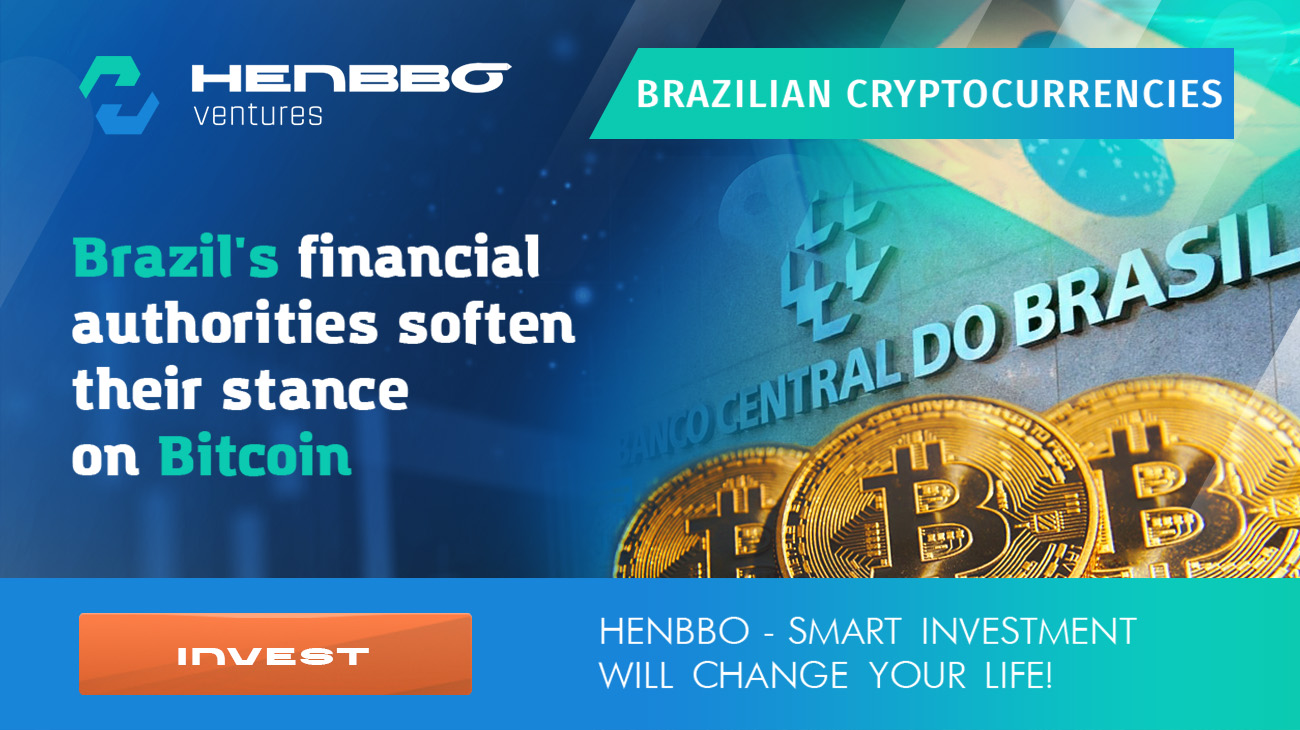 HENBBO
ventures
BRAZILIAN CRYPTOCURRENCIES
Brazil's financial
authorities soften
their stance
on Bitcoin
BANCO CENTRAL DO BRASIL
INVEST
HENBBO - SMART INVESTMENT
WILL CHANGE YOUR LIFE!